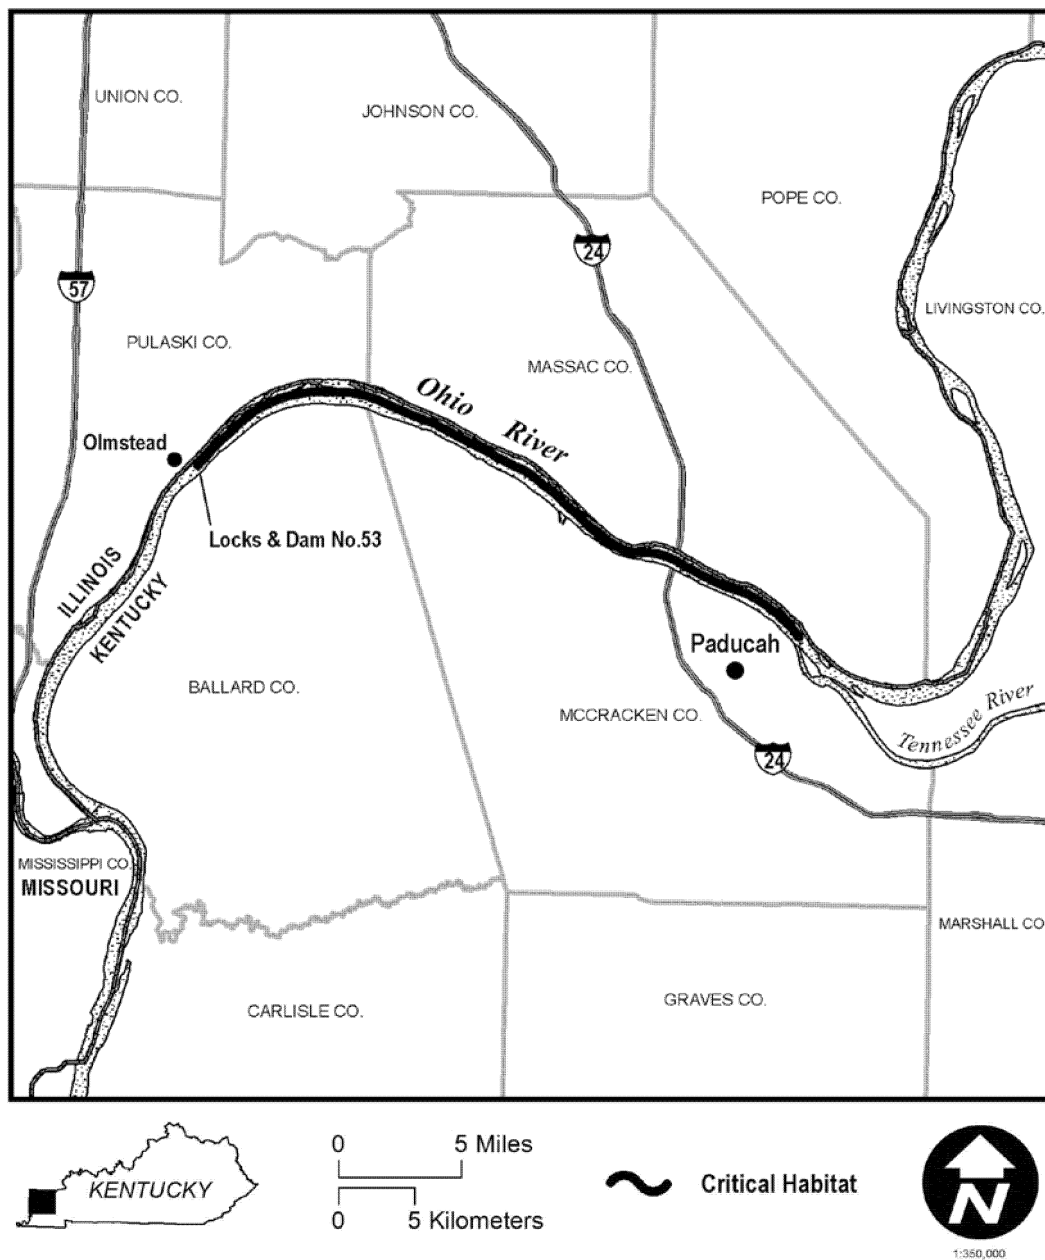 UNION CO.
JOHNSON CO.
POPE CO.
24
57
LIVINGSTON CO.
PULASKI CO.
MASSAC CO.
Ohio
River
Olmstead
Locks & Dam No.53
ILLINOIS
KENTUCKY
Paducah
BALLARD CO.
MCCRACKEN CO.
Tennessee River
24
MISSISSIPPI CO.
MISSOURI
MARSHALL CO
CARLISLE CO.
GRAVES CO.
KENTUCKY
0 5 Miles
0 5 Kilometers
Critical Habitat
N
1:350,000